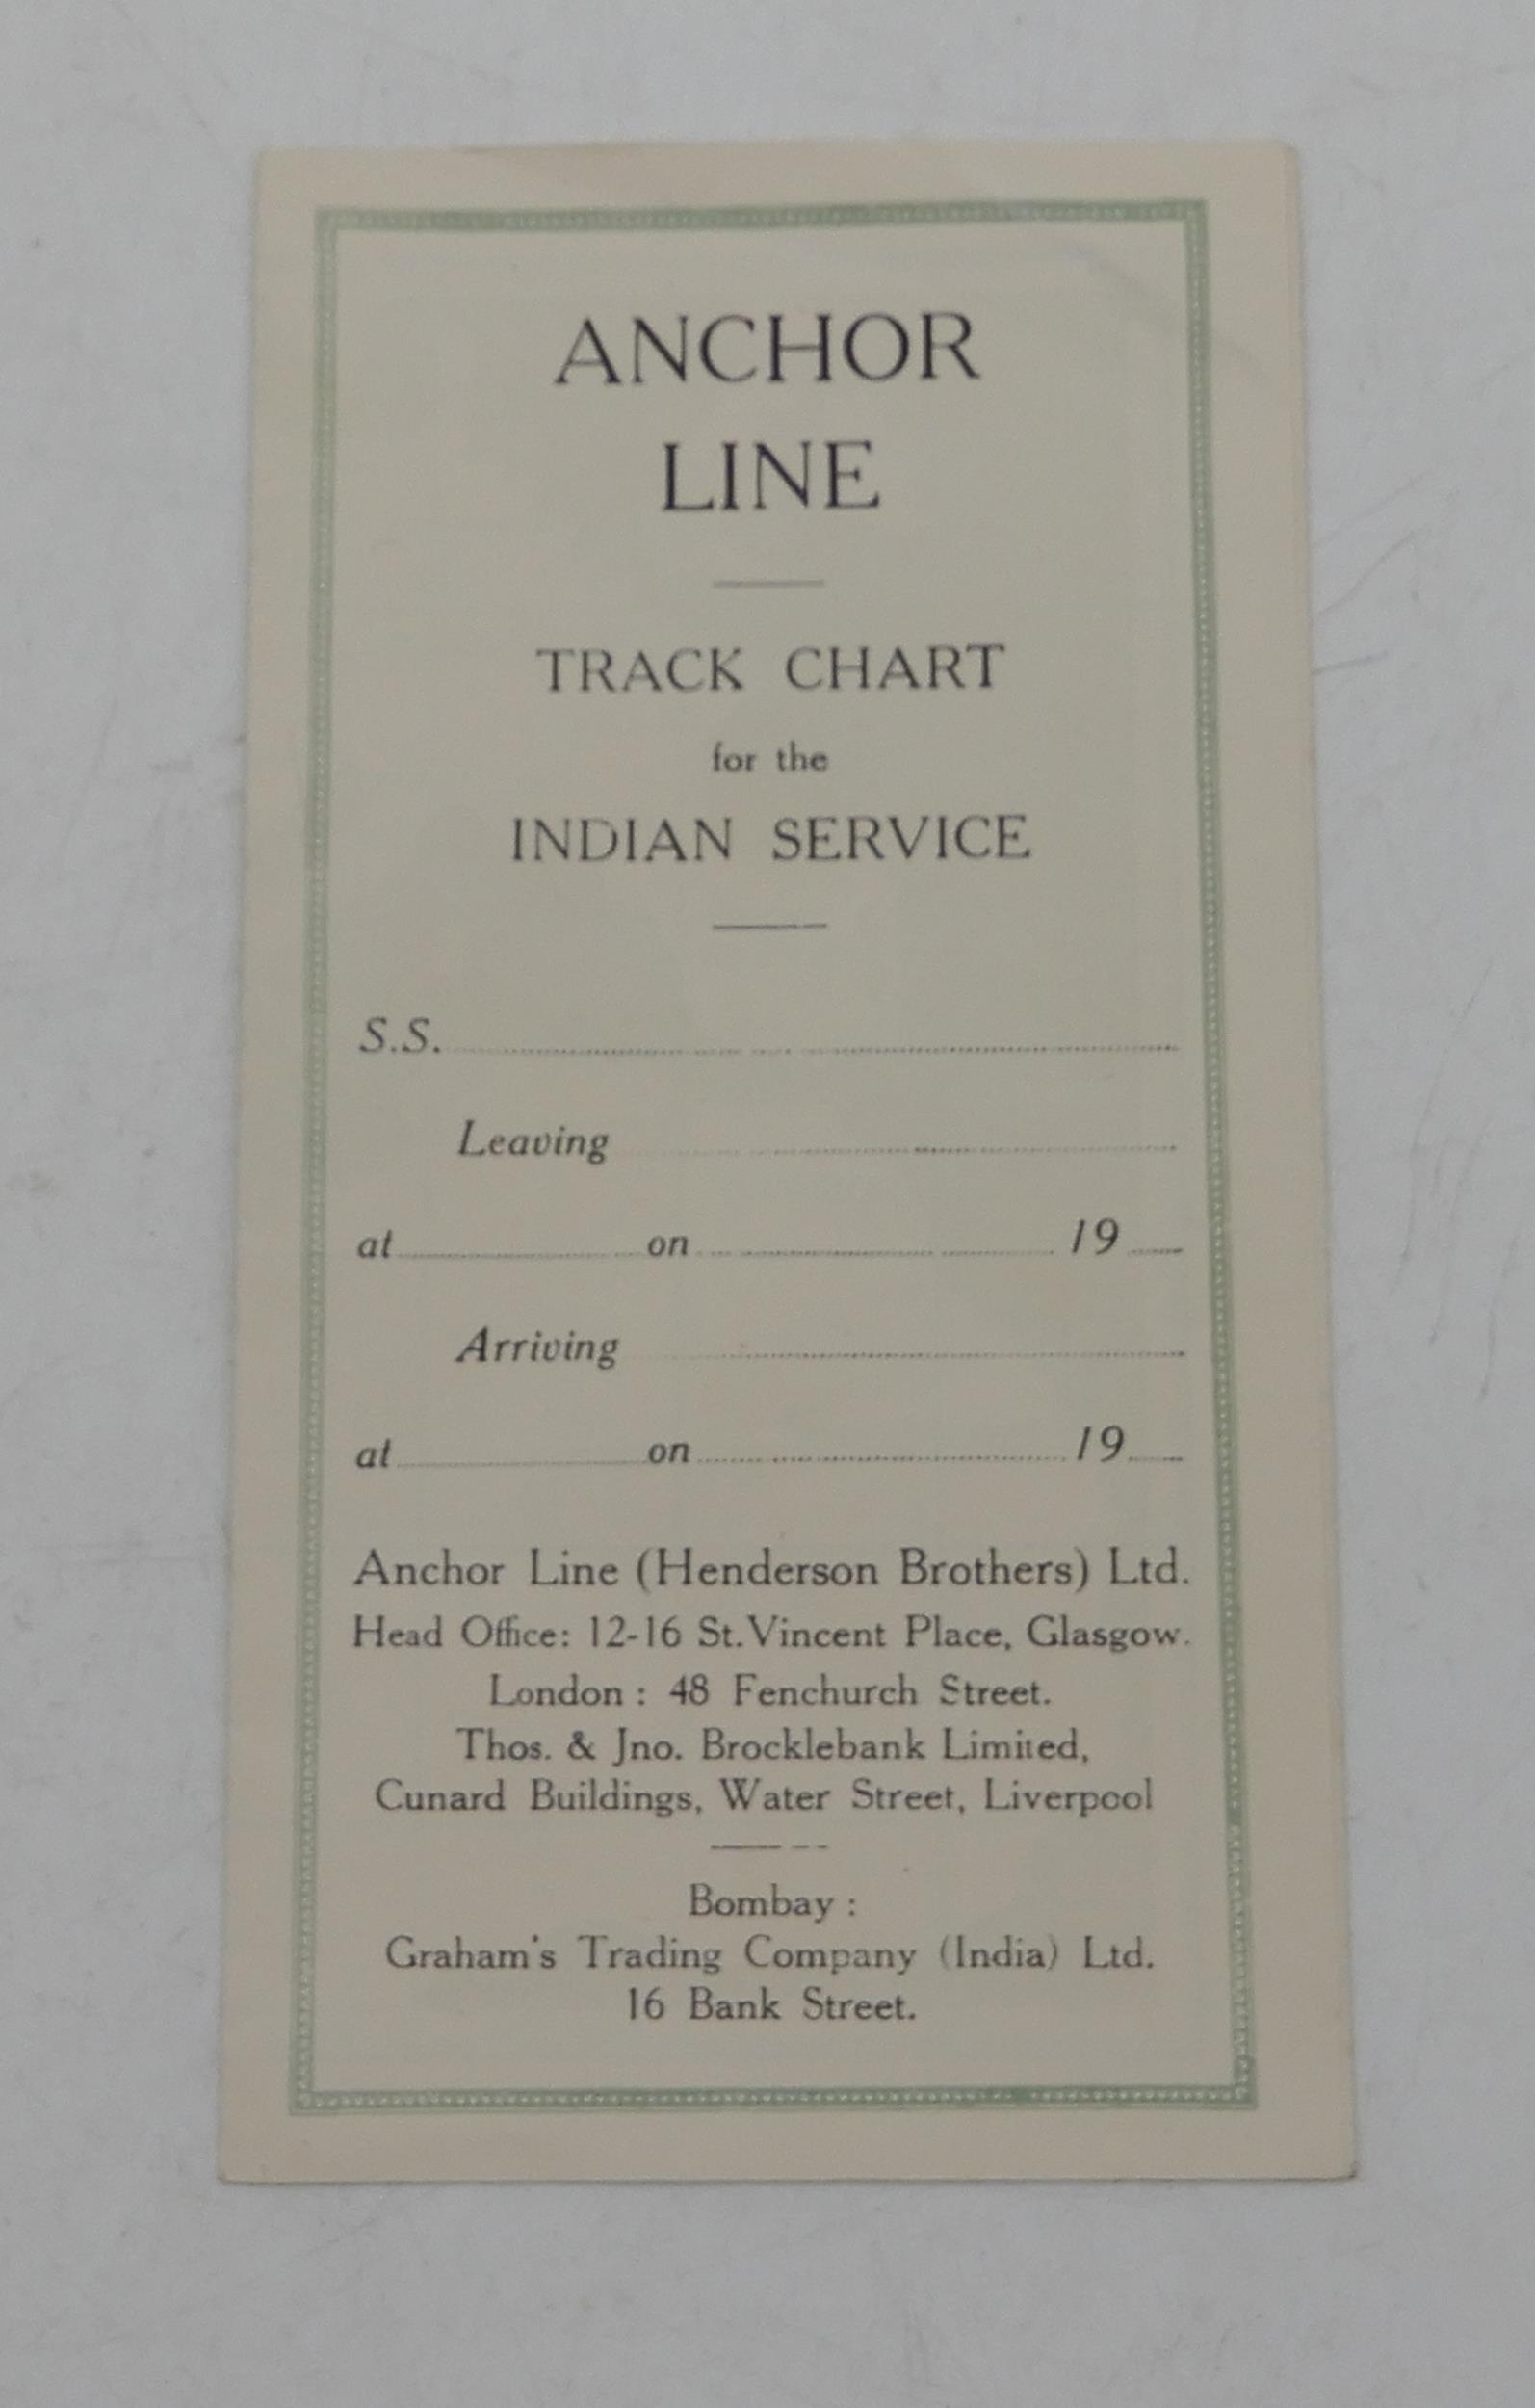 ANCHOR
LINE
TRACK CHART
for the
INDIAN SERVICE
S.S.
Leaving
at on 19
Arriving
at on 19
Anchor Line (Henderson Brothers) Ltd.
Head Office: 12-16 St. Vincent Place, Glasgow.
London : 48 Fenchurch Street.
Thos. & Jno. Brocklebank Limited,
Cunard Buildings, Water Street, Liverpool
Bombay :
Graham's Trading Company (India) Ltd.
16 Bank Street.